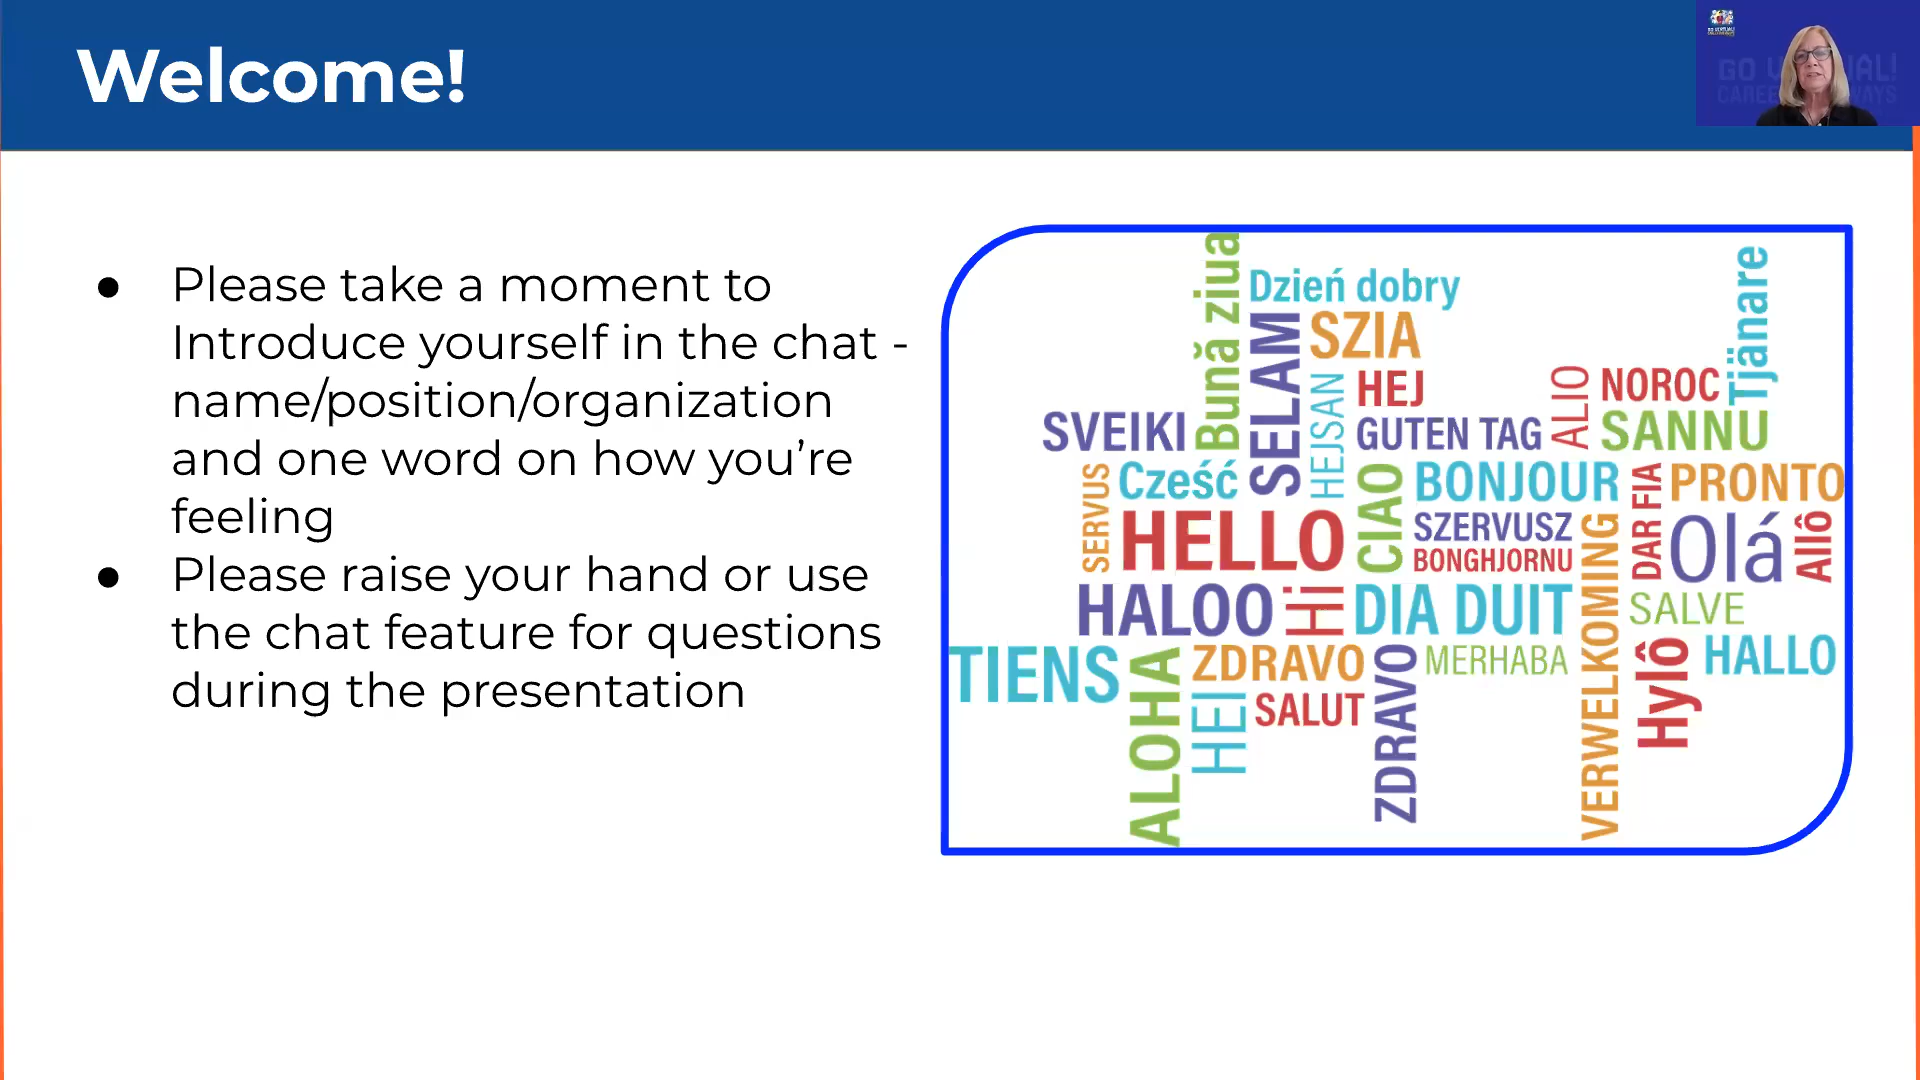 Welcome!
GO VIRTUAL!
● Please take a moment to
Introduce yourself in the chat -
name/position/organization
and one word on how you’re
feeling
● Please raise your hand or use
the chat feature for questions
during the presentation
Bună ziua
Dzień dobry
Tjänare
SELAM
SZIA
HEJSAN
HEJ
ALIO
NOROC
SVEIKI
GUTEN TAG
SANNU
SERVUS
Cześć
CIAO
BONJOUR
DAR FIA
PRONTO
HELLO
SZERVUSZ
VERWELKOMING
Olá
Allô
BONGHJORNU
HALOO
Hi
DIA DUIT
SALVE
TIENS
ALOHA
ZDRAVO
ZDRAVO
MERHABA
Hylô
HALLO
HEI
SALUT